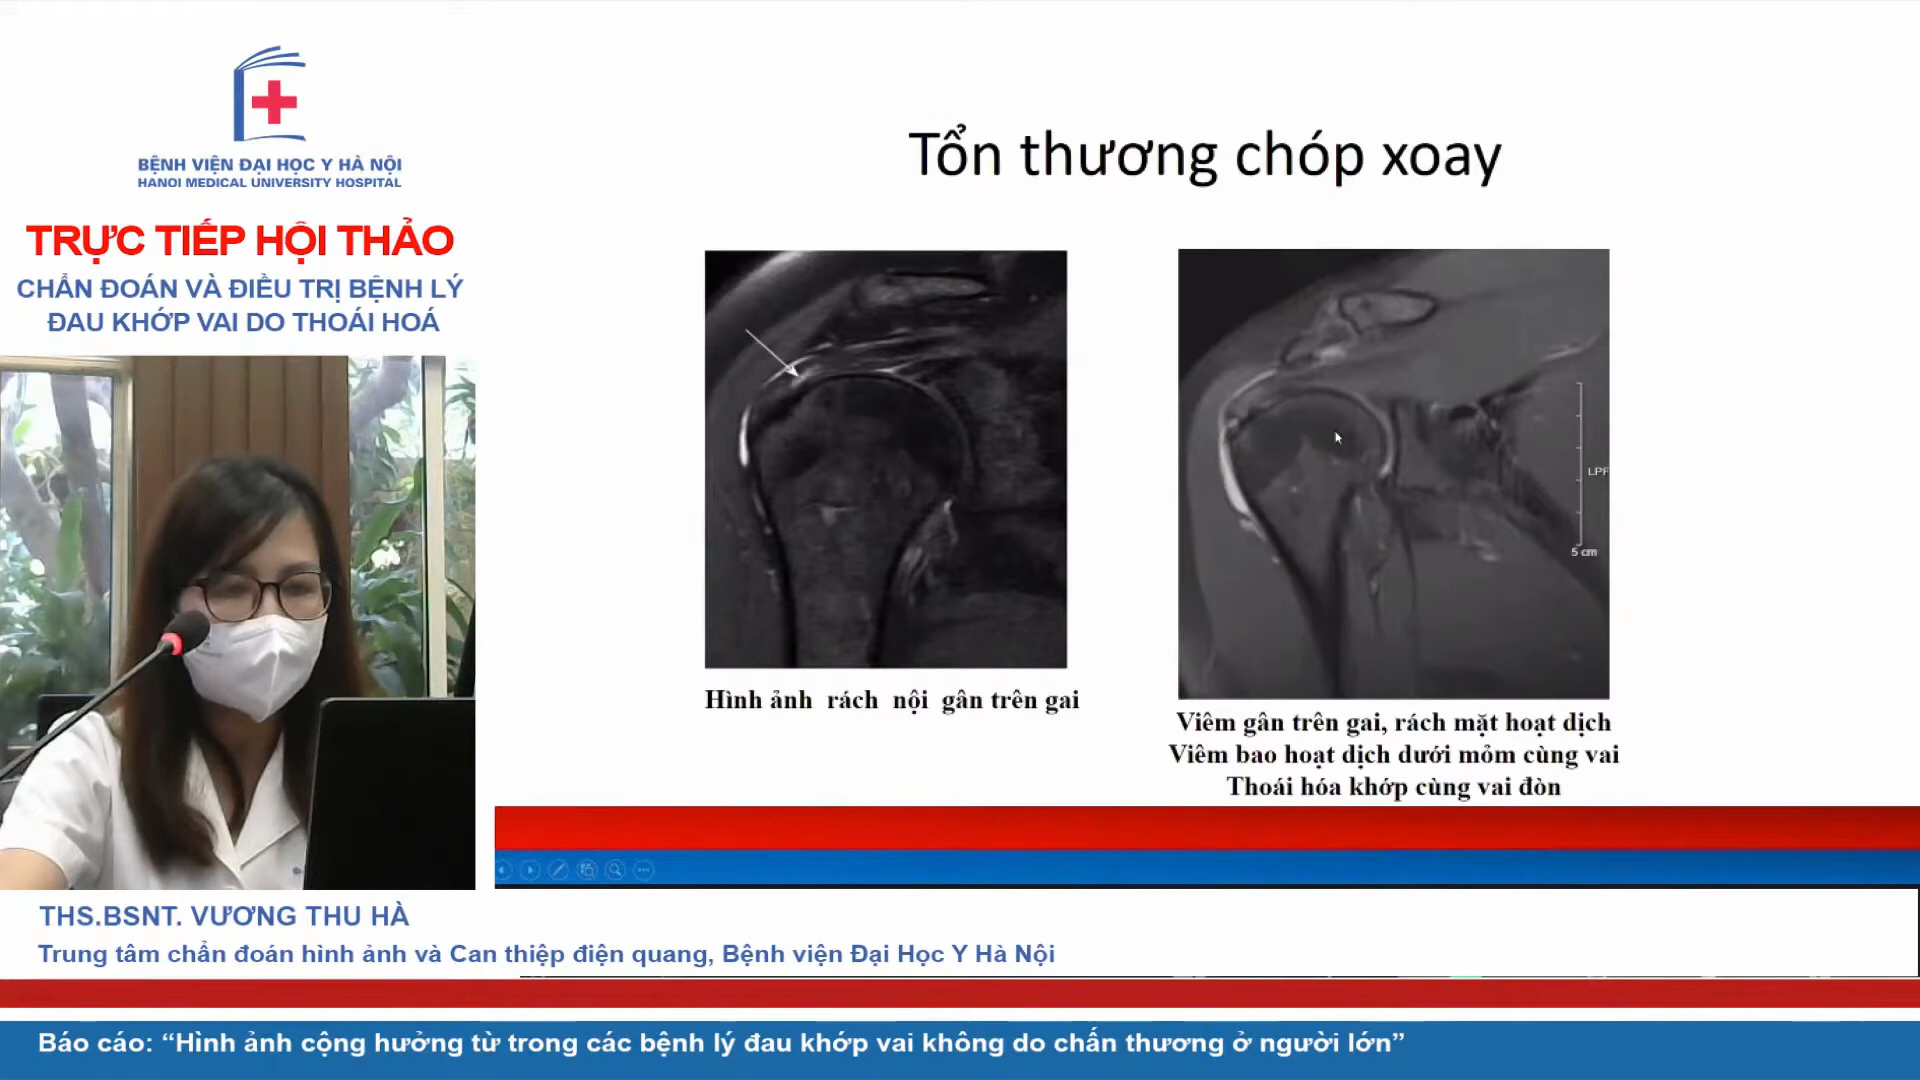 BỆNH VIỆN ĐẠI HỌC Y HÀ NỘI
HANOI MEDICAL UNIVERSITY HOSPITAL
TRỰC TIẾP HỘI THẢO
CHẨN ĐOÁN VÀ ĐIỀU TRỊ BỆNH LÝ
ĐAU KHỚP VAI DO THOÁI HOÁ
Tổn thương chóp xoay
LPF
5 cm
Hình ảnh rách nội gân trên gai
Viêm gân trên gai, rách mặt hoạt dịch
Viêm bao hoạt dịch dưới mỏm cùng vai
Thoái hóa khớp cùng vai đòn
THS.BSNT. VƯƠNG THU HÀ
Trung tâm chẩn đoán hình ảnh và Can thiệp điện quang, Bệnh viện Đại Học Y Hà Nội
Báo cáo: “Hình ảnh cộng hưởng từ trong các bệnh lý đau khớp vai không do chấn thương ở người lớn”